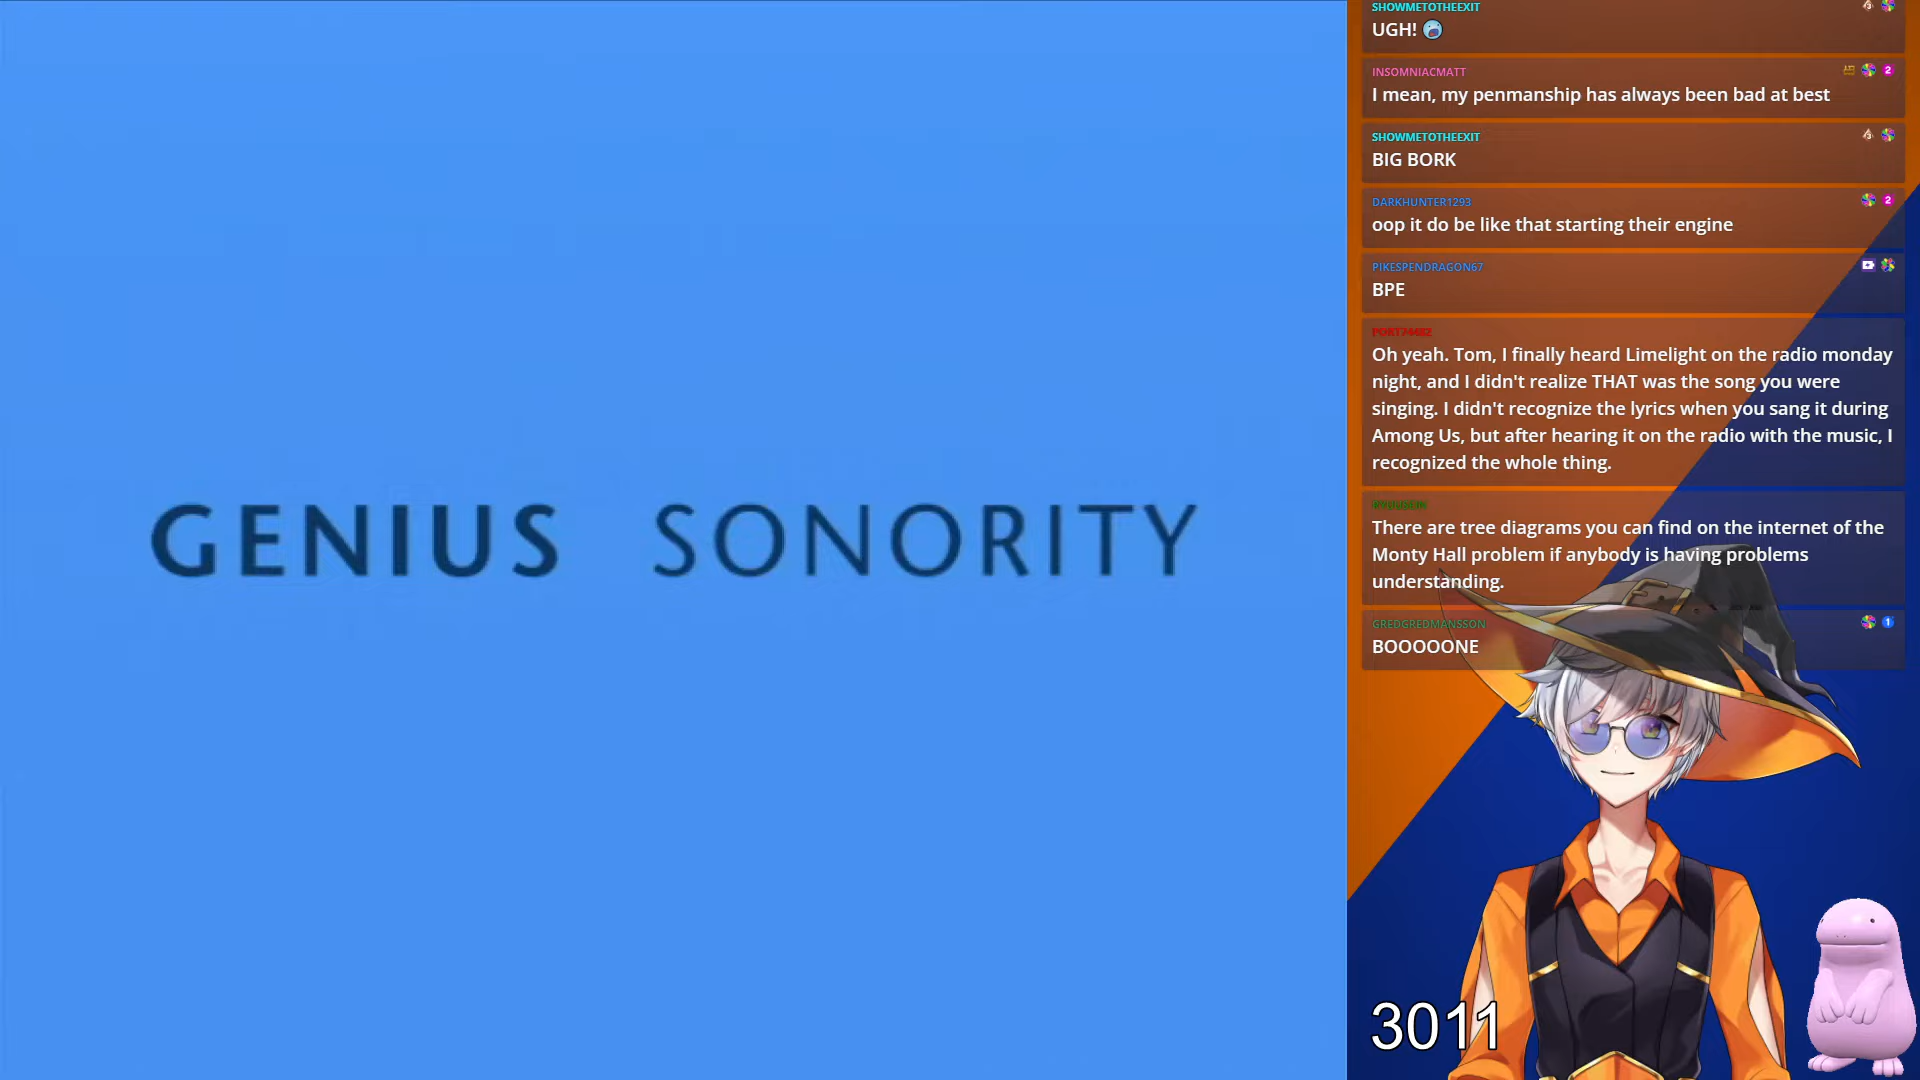 GENIUS SONORITY
SHOWMETOTHEEXIT
UGH!
INSOMNIACMATT
2
I mean, my penmanship has always been bad at best
SHOWMETOTHEEXIT
BIG BORK
DARKHUNTER1293
2
oop it do be like that starting their engine
PIKESPENDRAGON67
BPE
Oh yeah. Tom, I finally heard Limelight on the radio monday
night, and I didn't realize THAT was the song you were
singing. I didn't recognize the lyrics when you sang it during
Among Us, but after hearing it on the radio with the music, I
recognized the whole thing.
There are tree diagrams you can find on the internet of the
Monty Hall problem if anybody is having problems
understanding.
GREDGREDMANSSON
1
BOOOOONE
3011